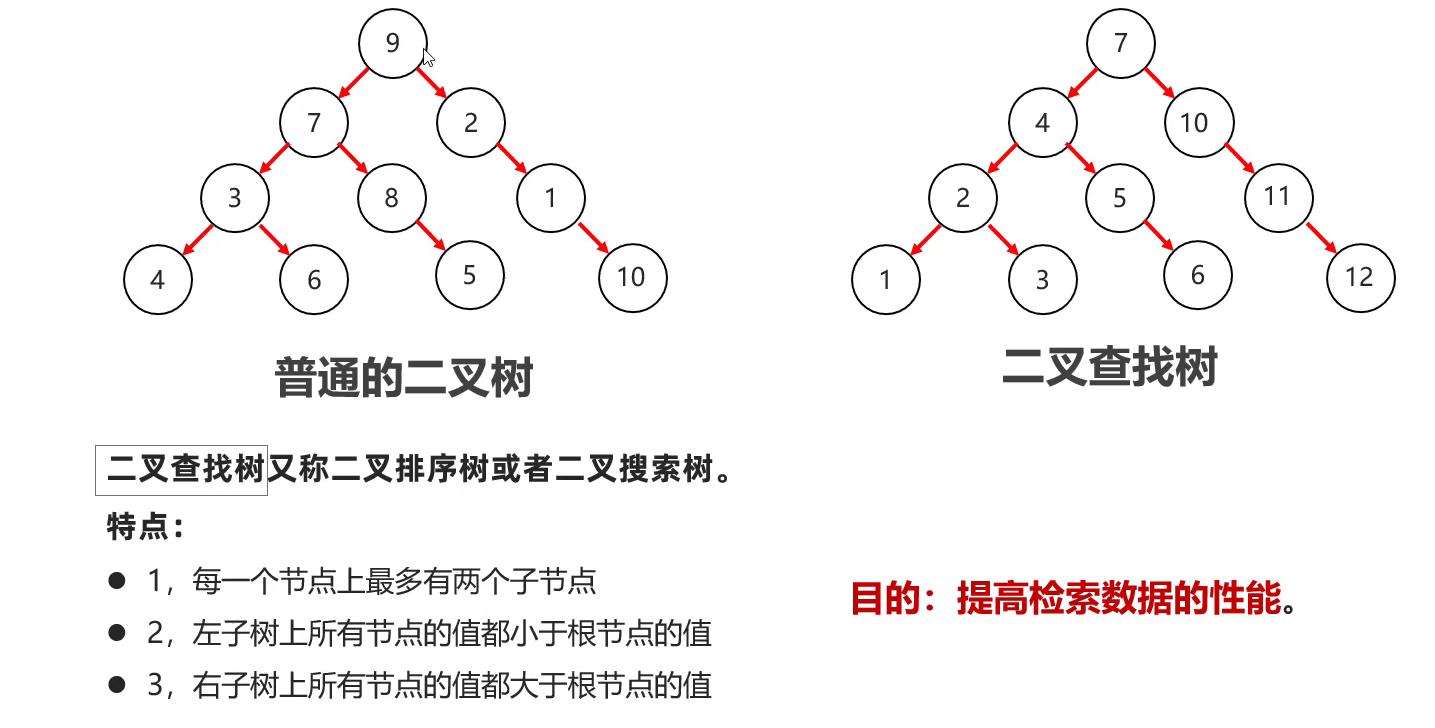 9
7
7 2
4 10
3 8 1
2 5 11
4 6 5 10
1 3 6 12
普通的二叉树
二叉查找树
二叉查找树又称二叉排序树或者二叉搜索树。
特点：
● 1，每一个节点上最多有两个子节点
● 2，左子树上所有节点的值都小于根节点的值
● 3，右子树上所有节点的值都大于根节点的值
目的：提高检索数据的性能。